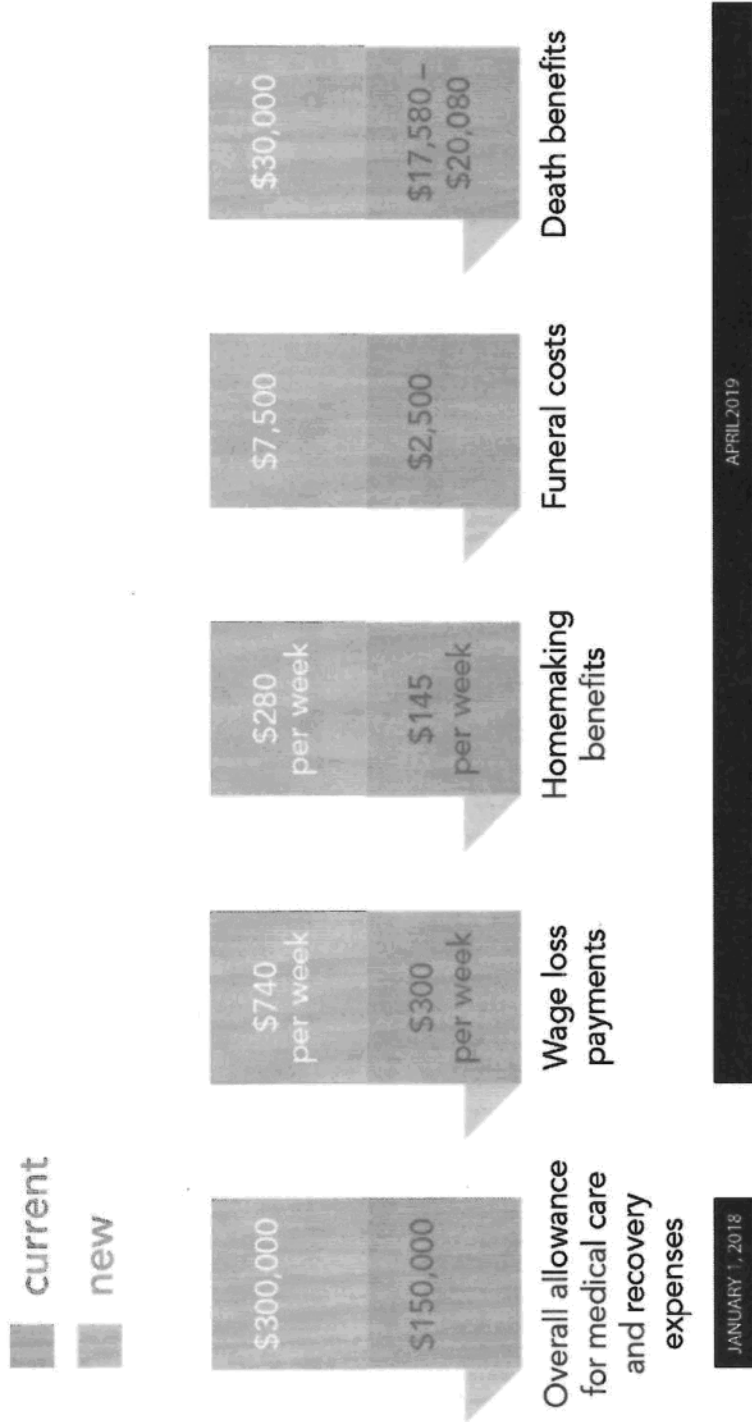 current
new
$300,000
$150,000
Overall allowance
for medical care
and recovery
expenses
$740
per week
$300
per week
Wage loss
payments
$280
per week
$145
per week
Homemaking
benefits
$7,500
$2,500
Funeral costs
$30,000
$17,580 –
$20,080
Death benefits
JANUARY 1, 2018
APRIL2019